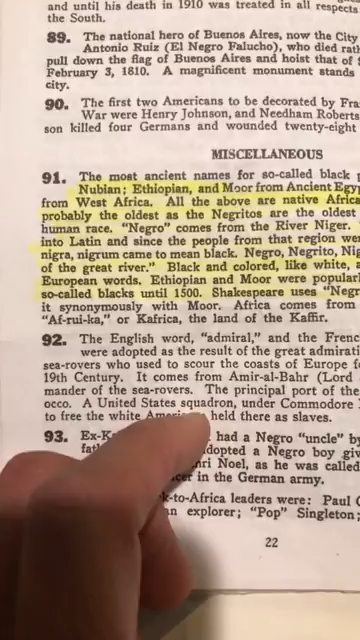 and until his death in 1910 was treated in all respects
the South.
89. The national hero of Buenos Aires, now the City
Antonio Ruiz (El Negro Falucho), who died rath
pull down the flag of Buenos Aires and hoist that of
February 3, 1810. A magnificent monument stands
city.
90. The first two Americans to be decorated by Fra
War were Henry Johnson, and Needham Roberts
son killed four Germans and wounded twenty-eight
MISCELLANEOUS
91. The most ancient names for so-called black p
Nubian; Ethiopian, and Moor from Ancient Egy
from West Africa. All the above are native Africa
probably the oldest as the Negritos are the oldest
human race. "Negro" comes from the River Niger.
into Latin and since the people from that region we
nigra, nigrum came to mean black. Negro, Negrito, Nig
of the great river." Black and colored, like white, a
European words. Ethiopian and Moor were popular
so-called blacks until 1500. Shakespeare uses "Negr
it synonymously with Moor. Africa comes from
"Af-rui-ka," or Kafrica, the land of the Kaffir.
92. The English word, "admiral," and the Frenc
were adopted as the result of the great admirati
sea-rovers who used to scour the coasts of Europe f
19th Century. It comes from Amir-al-Bahr (Lord
mander of the sea-rovers. The principal port of the
occo. A United States squadron, under Commodore
to free the white held there as slaves.
93. had a Negro "uncle" by
adopted a Negro boy giv
nri Noel, as he was called
in the German army.
k-to-Africa leaders were: Paul C
an explorer; "Pop" Singleton;
22